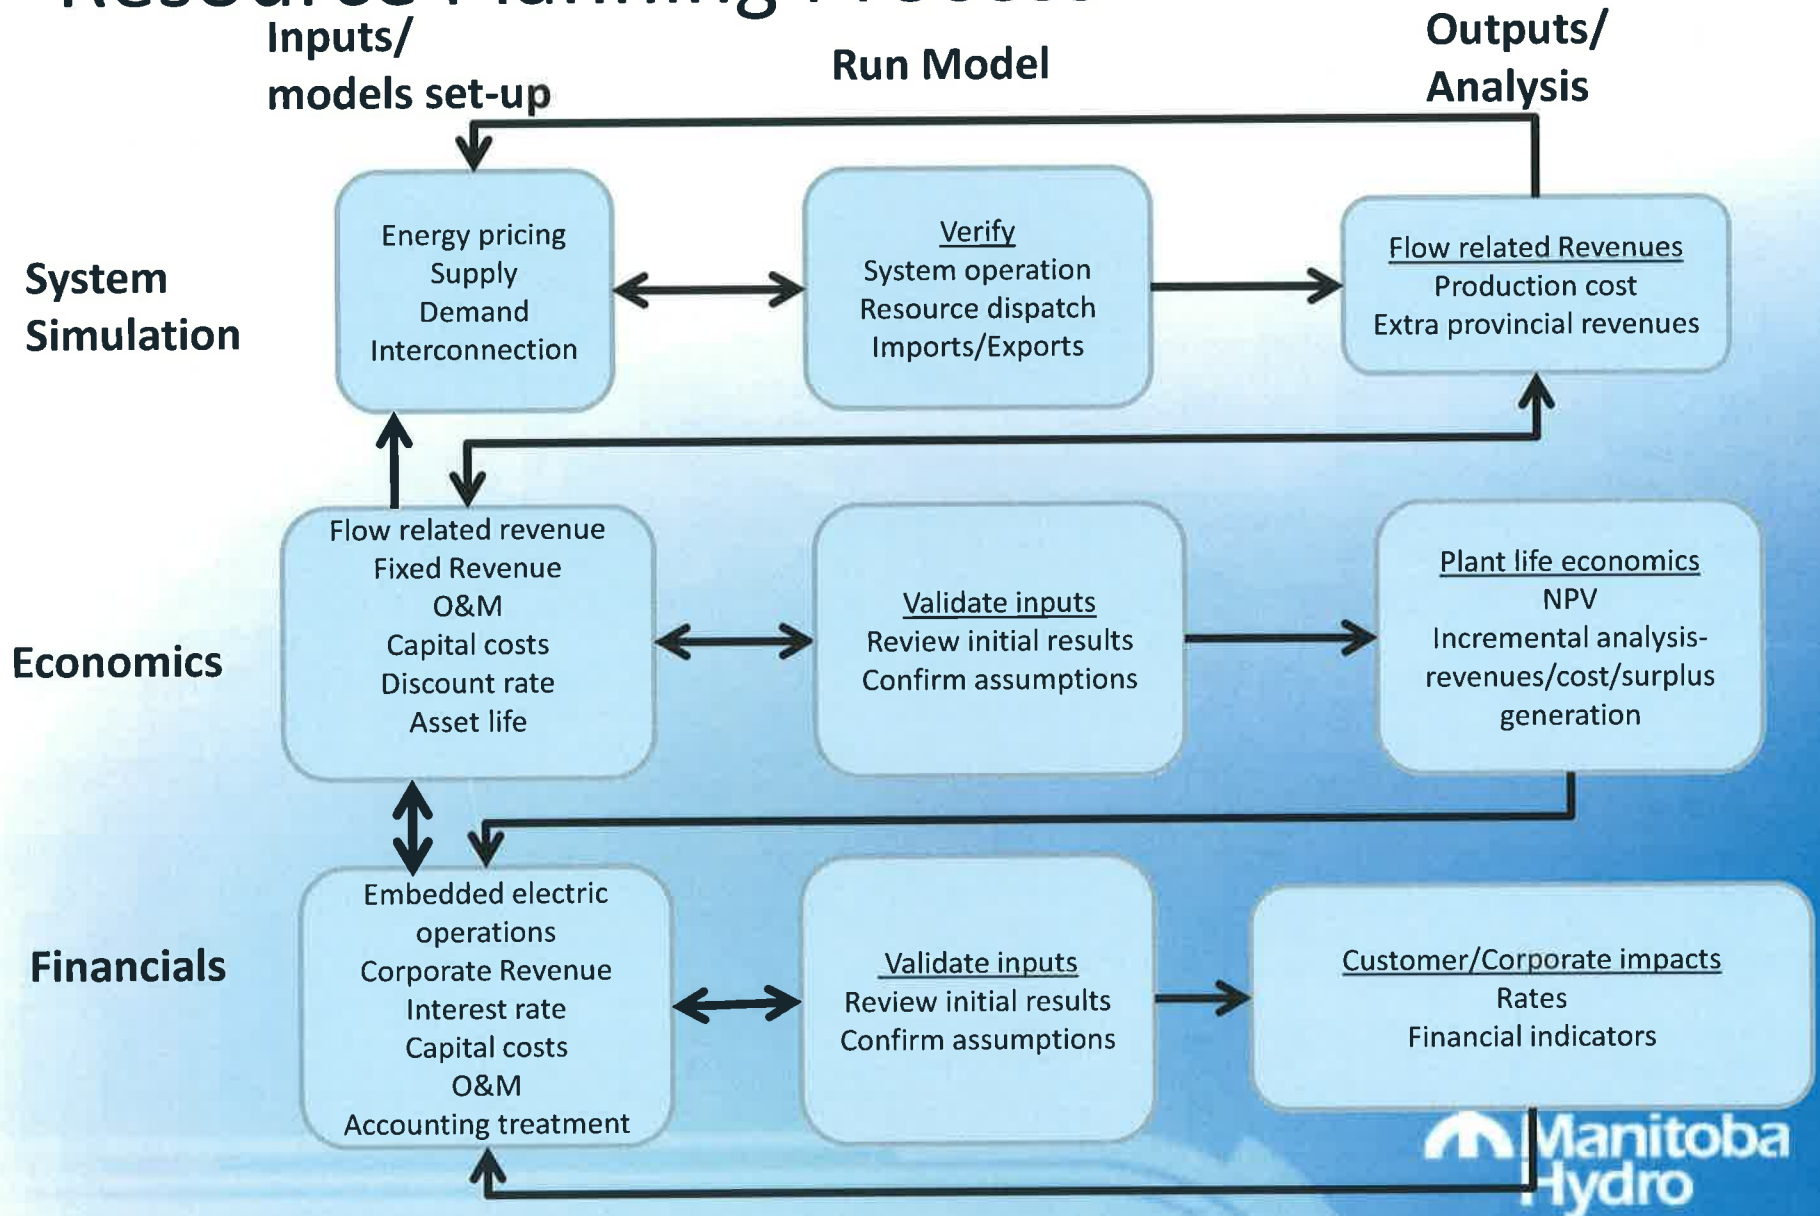 Resource Planning Process
Inputs/
models set-up
Run Model
Outputs/
Analysis
System
Simulation
Energy pricing
Supply
Demand
Interconnection
Verify
System operation
Resource dispatch
Imports/Exports
Flow related Revenues
Production cost
Extra provincial revenues
Economics
Flow related revenue
Fixed Revenue
O&M
Capital costs
Discount rate
Asset life
Validate inputs
Review initial results
Confirm assumptions
Plant life economics
NPV
Incremental analysis-
revenues/cost/surplus
generation
Financials
Embedded electric
operations
Corporate Revenue
Interest rate
Capital costs
O&M
Accounting treatment
Validate inputs
Review initial results
Confirm assumptions
Customer/Corporate impacts
Rates
Financial indicators
Manitoba
Hydro